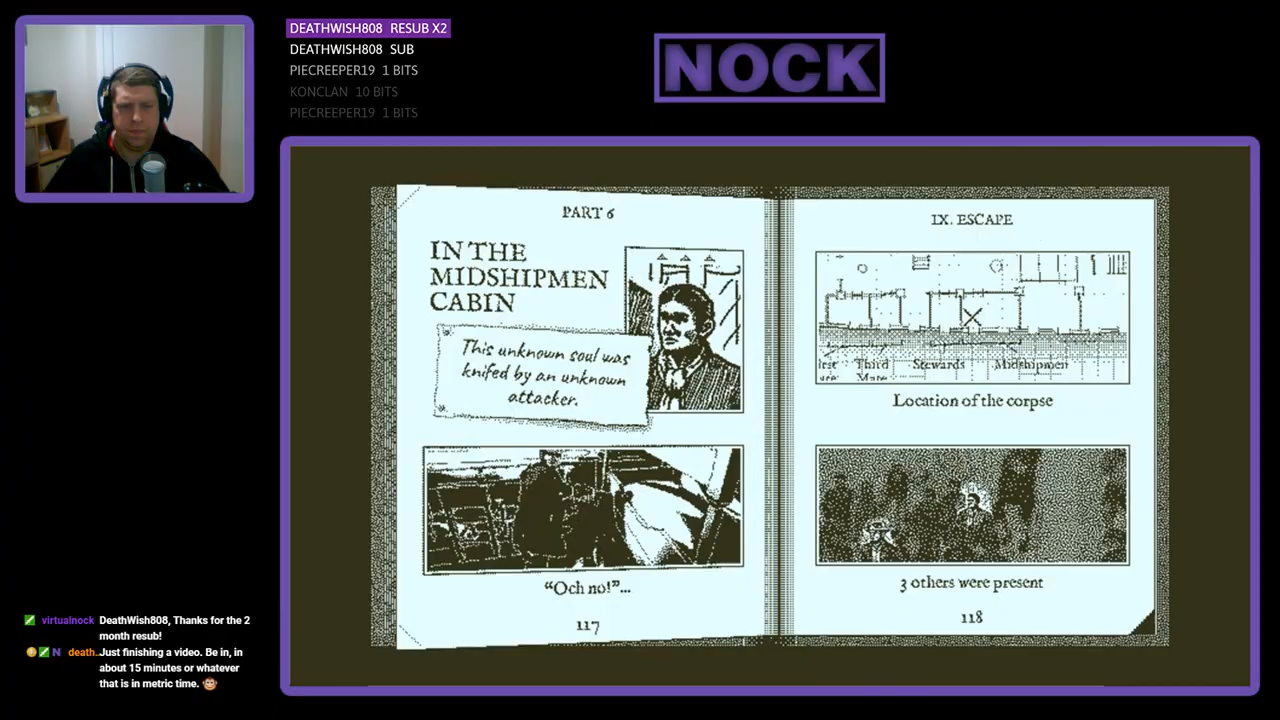 DEATHWISH808 RESUB X2
DEATHWISH808 SUB
PIECREEPER19 1 BITS
KONCLAN 10 BITS
PIECREEPER19 1 BITS
NOCK
PART 6
IN THE
MIDSHIPMEN
CABIN
This unknown soul was
knifed by an unknown
attacker.
"Och no!"...
117
IX. ESCAPE
Third
Mate
Stewards
Midshipmen
Location of the corpse
3 others were present
118
virtualnock DeathWish808, Thanks for the 2
month resub!
death.. Just finishing a video. Be in, in
about 15 minutes or whatever
that is in metric time.